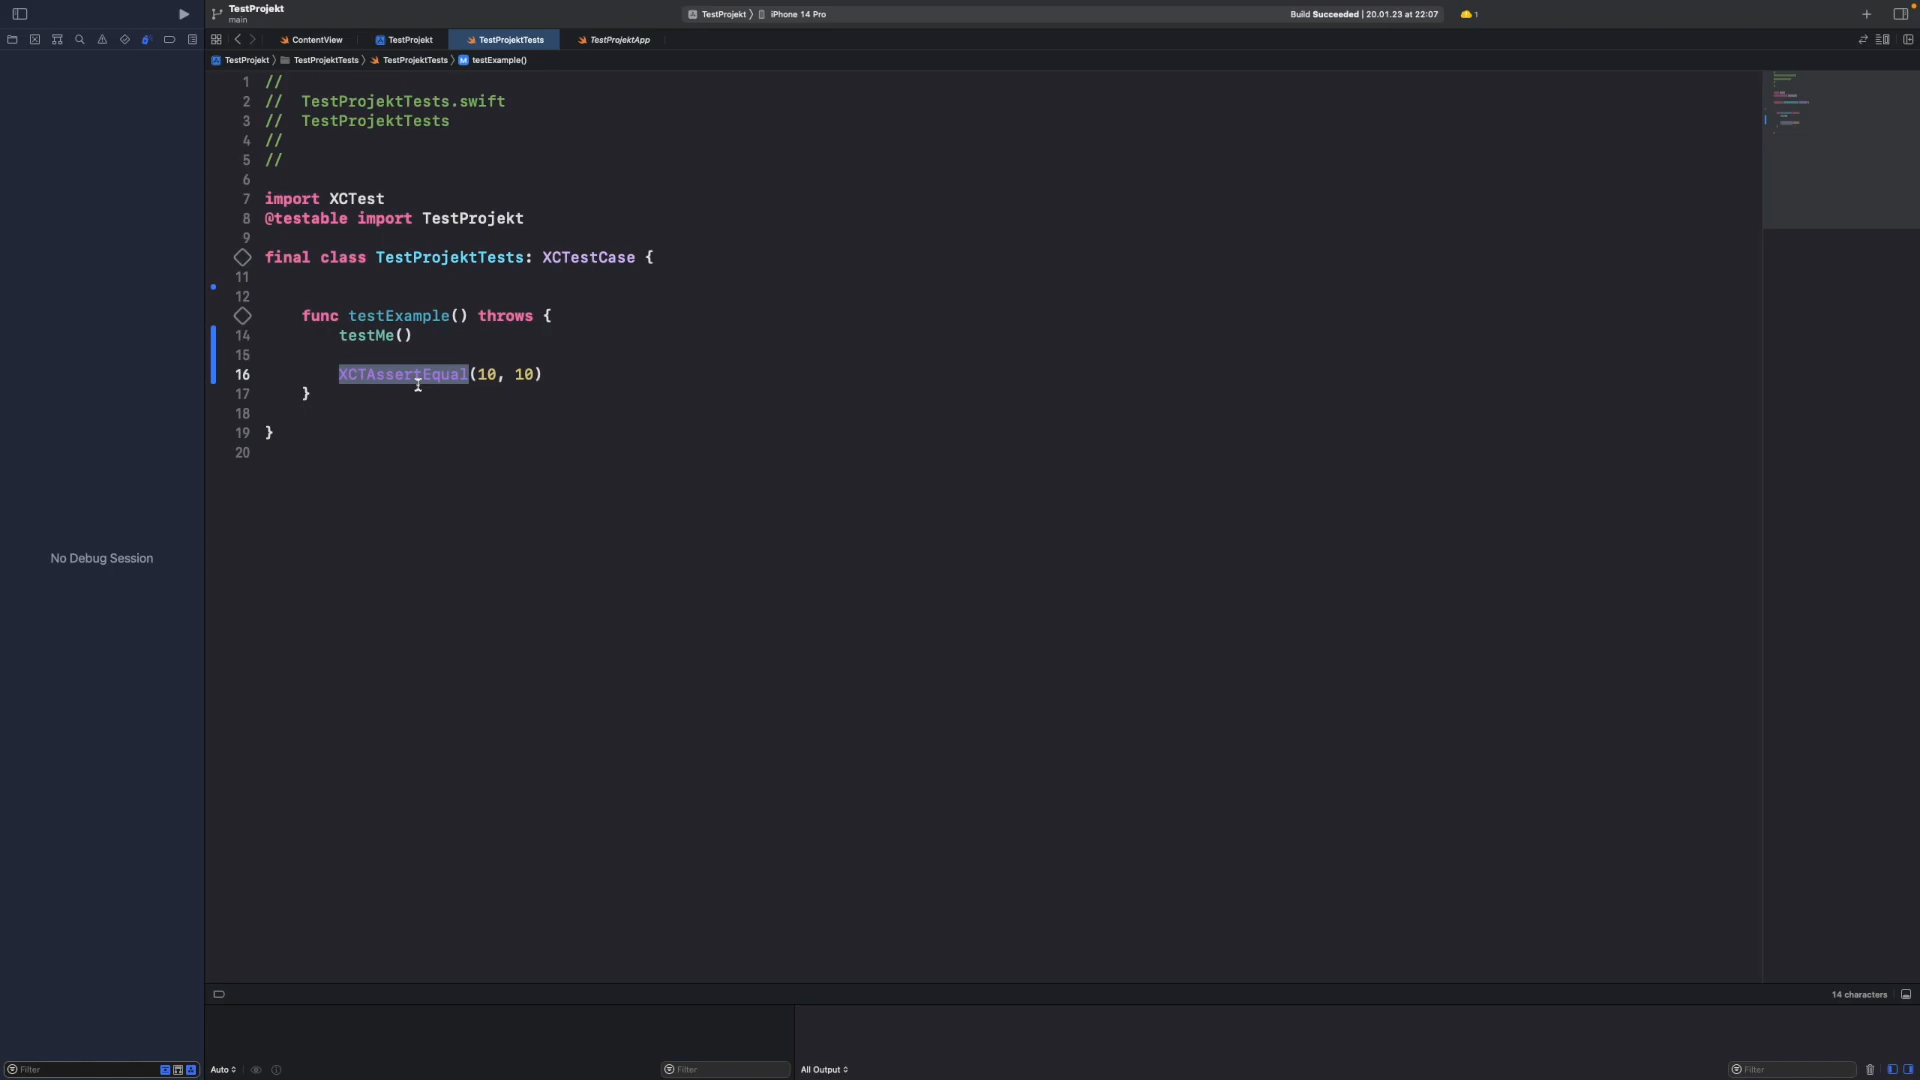 TestProjekt
main
TestProjekt 〉 iPhone 14 Pro
Build Succeeded | 20.01.23 at 22:07
1
ContentView
TestProjekt
TestProjektTests
TestProjektApp
TestProjekt 〉 TestProjektTests 〉 TestProjektTests 〉 M testExample()
1 //
2 //  TestProjektTests.swift
3 //  TestProjektTests
4 //
5 //
6
7 import XCTest
8 @testable import TestProjekt
9
final class TestProjektTests: XCTestCase {
11
12
func testExample() throws {
14 testMe()
15
16 XCTAssertEqual(10, 10)
17 }
18
19 }
20
No Debug Session
14 characters
Filter
Auto
Filter
All Output
Filter